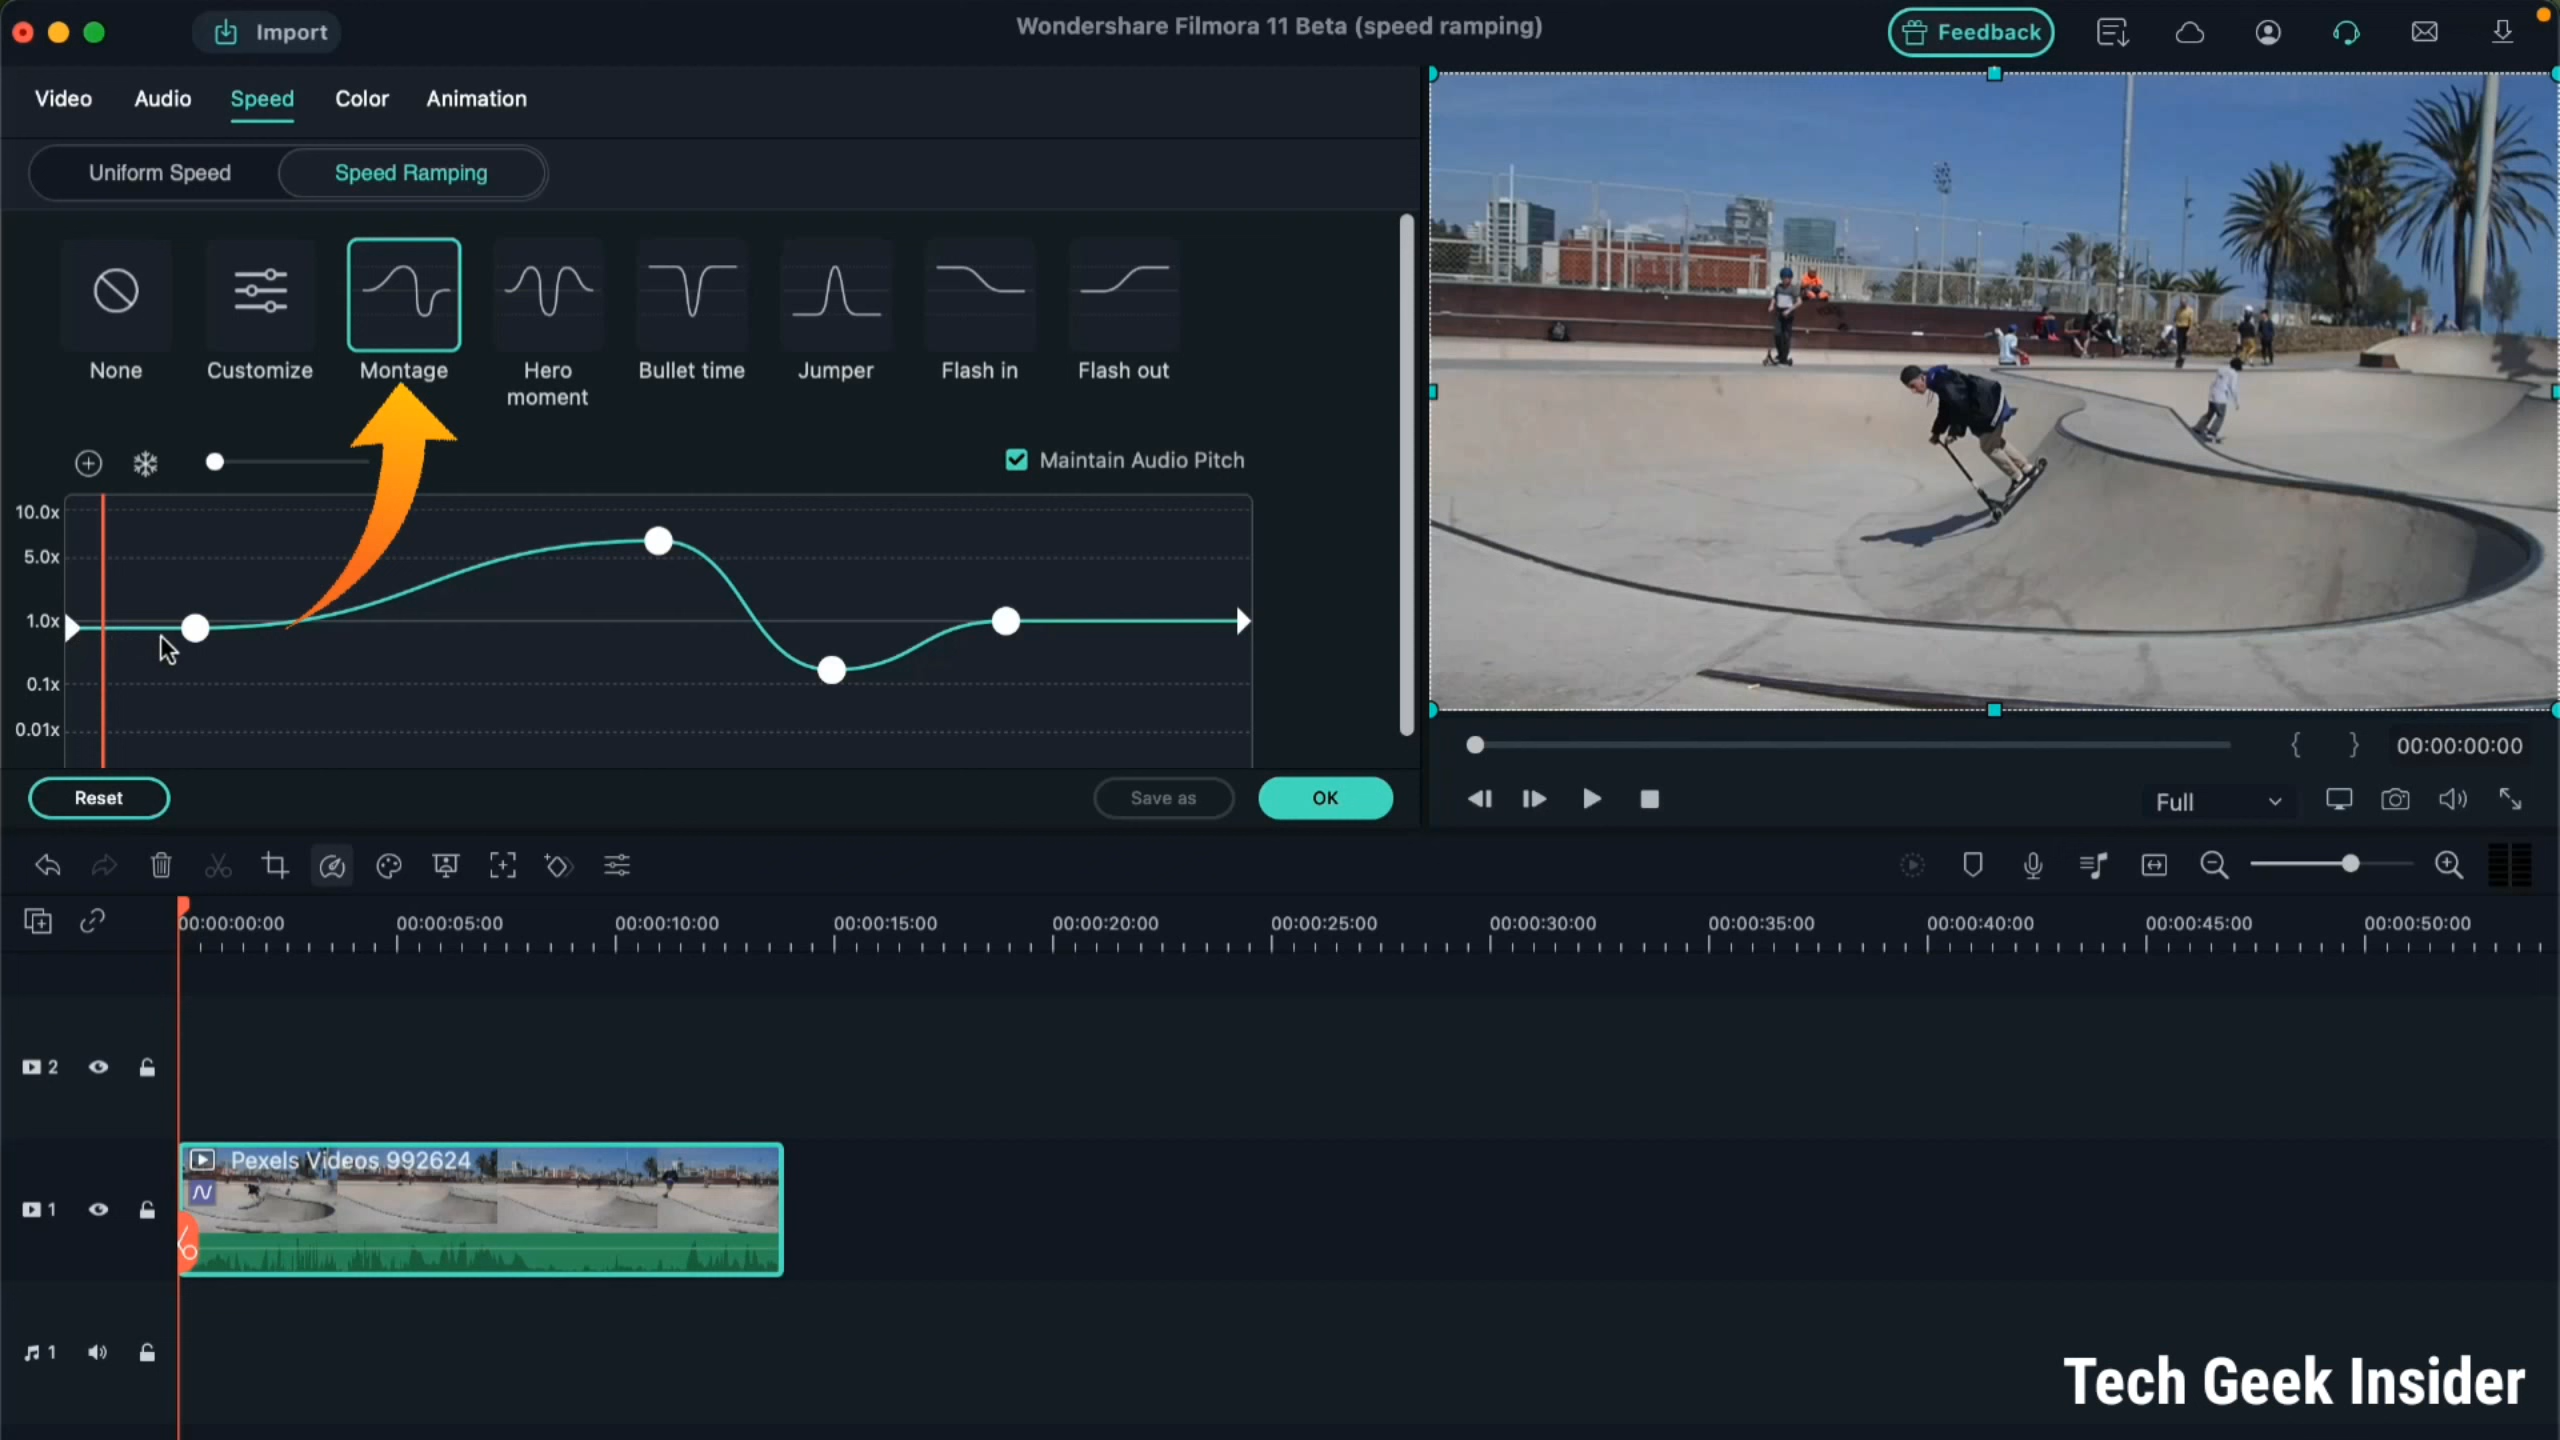 Import
Wondershare Filmora 11 Beta (speed ramping)
Feedback
Video
Audio
Speed
Color
Animation
Uniform Speed
Speed Ramping
None
Customize
Montage
Hero
moment
Bullet time
Jumper
Flash in
Flash out
Maintain Audio Pitch
10.0x
5.0x
1.0x
0.1x
0.01x
{ }
00:00:00:00
Reset
Save as
OK
Full
00:00:00:00
00:00:05:00
00:00:10:00
00:00:15:00
00:00:20:00
00:00:25:00
00:00:30:00
00:00:35:00
00:00:40:00
00:00:45:00
00:00:50:00
2
Pexels Videos 992624
1
1
Tech Geek Insider